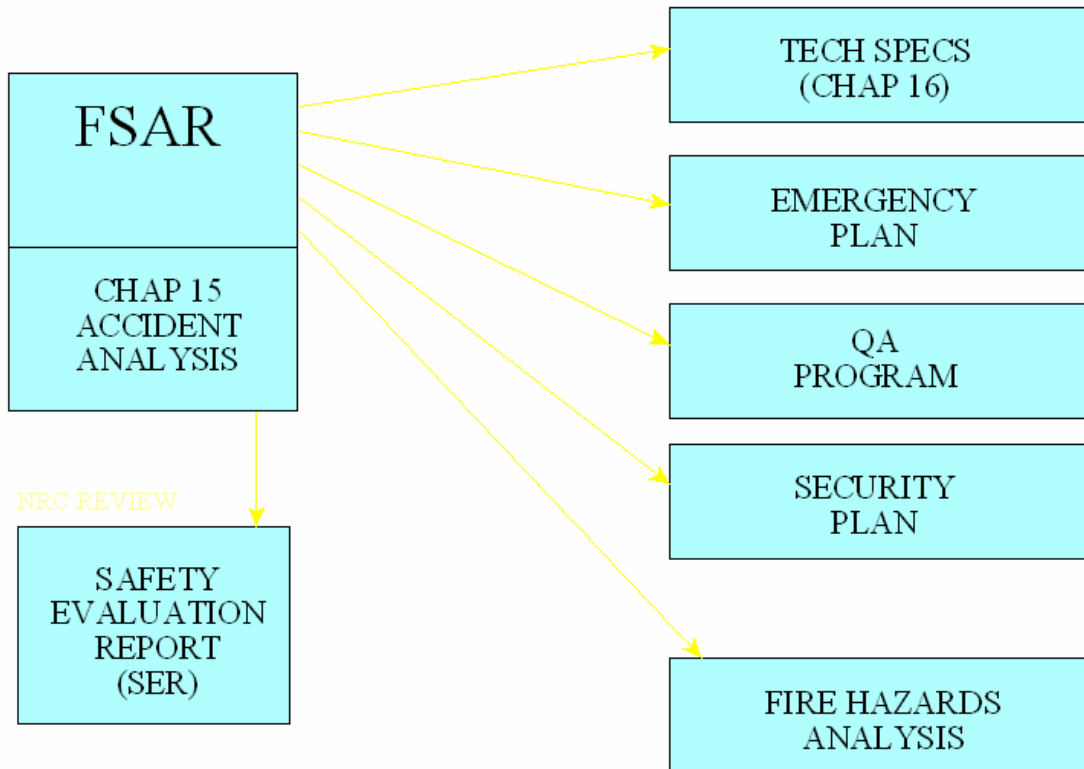 FSAR
CHAP 15
ACCIDENT
ANALYSIS
NRC REVIEW
SAFETY
EVALUATION
REPORT
(SER)
TECH SPECS
(CHAP 16)
EMERGENCY
PLAN
QA
PROGRAM
SECURITY
PLAN
FIRE HAZARDS
ANALYSIS